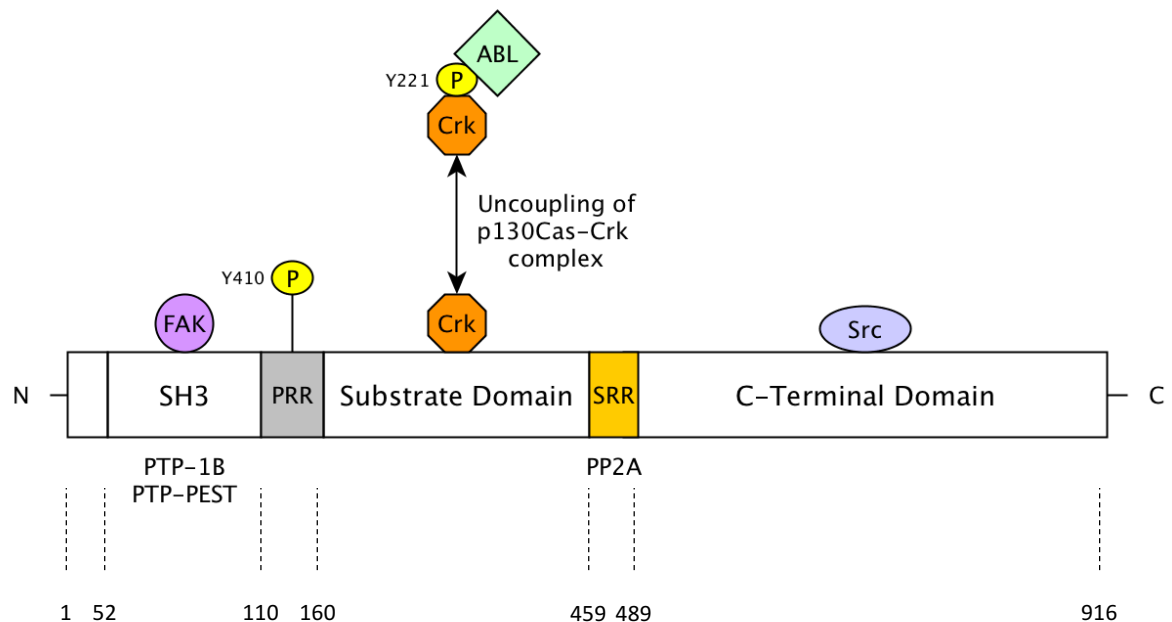 ABL
Y221 P
Crk
Uncoupling of
p130Cas-Crk
complex
Y410 P
FAK
Crk
Src
N
SH3
PRR
Substrate Domain
SRR
C-Terminal Domain
C
PTP-1B
PTP-PEST
PP2A
1 52 110 160 459 489 916